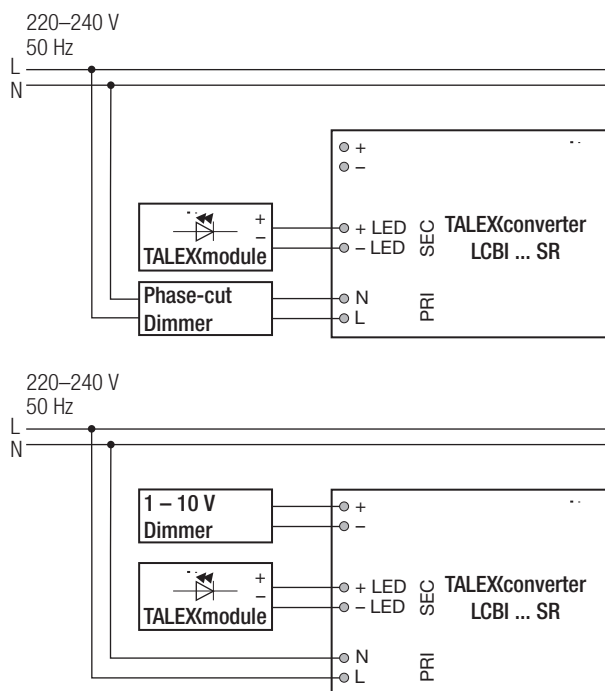 220–240 V
50 Hz
L
N
+
–
+
–
TALEXmodule
+ LED
– LED
SEC
TALEXconverter
LCBI ... SR
Phase-cut
Dimmer
N
L
PRI
220–240 V
50 Hz
L
N
1 – 10 V
Dimmer
+
–
+
–
TALEXmodule
+ LED
– LED
SEC
TALEXconverter
LCBI ... SR
N
L
PRI